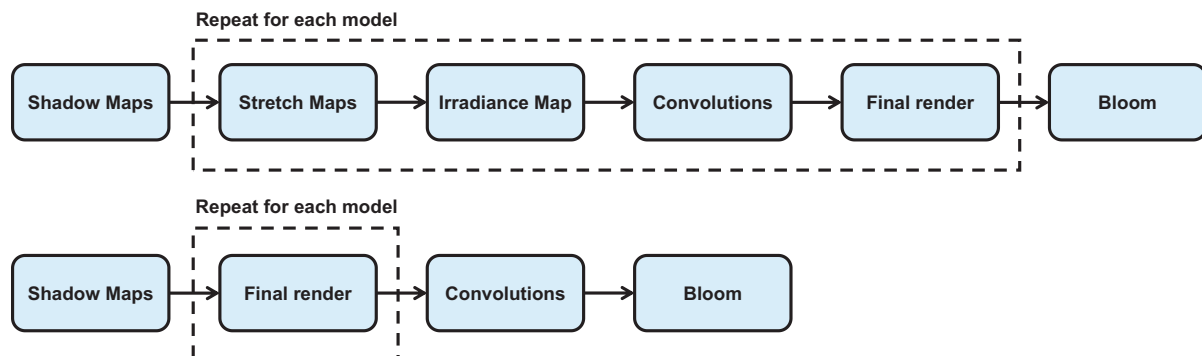 Repeat for each model
Shadow Maps
Stretch Maps
Irradiance Map
Convolutions
Final render
Bloom
Repeat for each model
Shadow Maps
Final render
Convolutions
Bloom